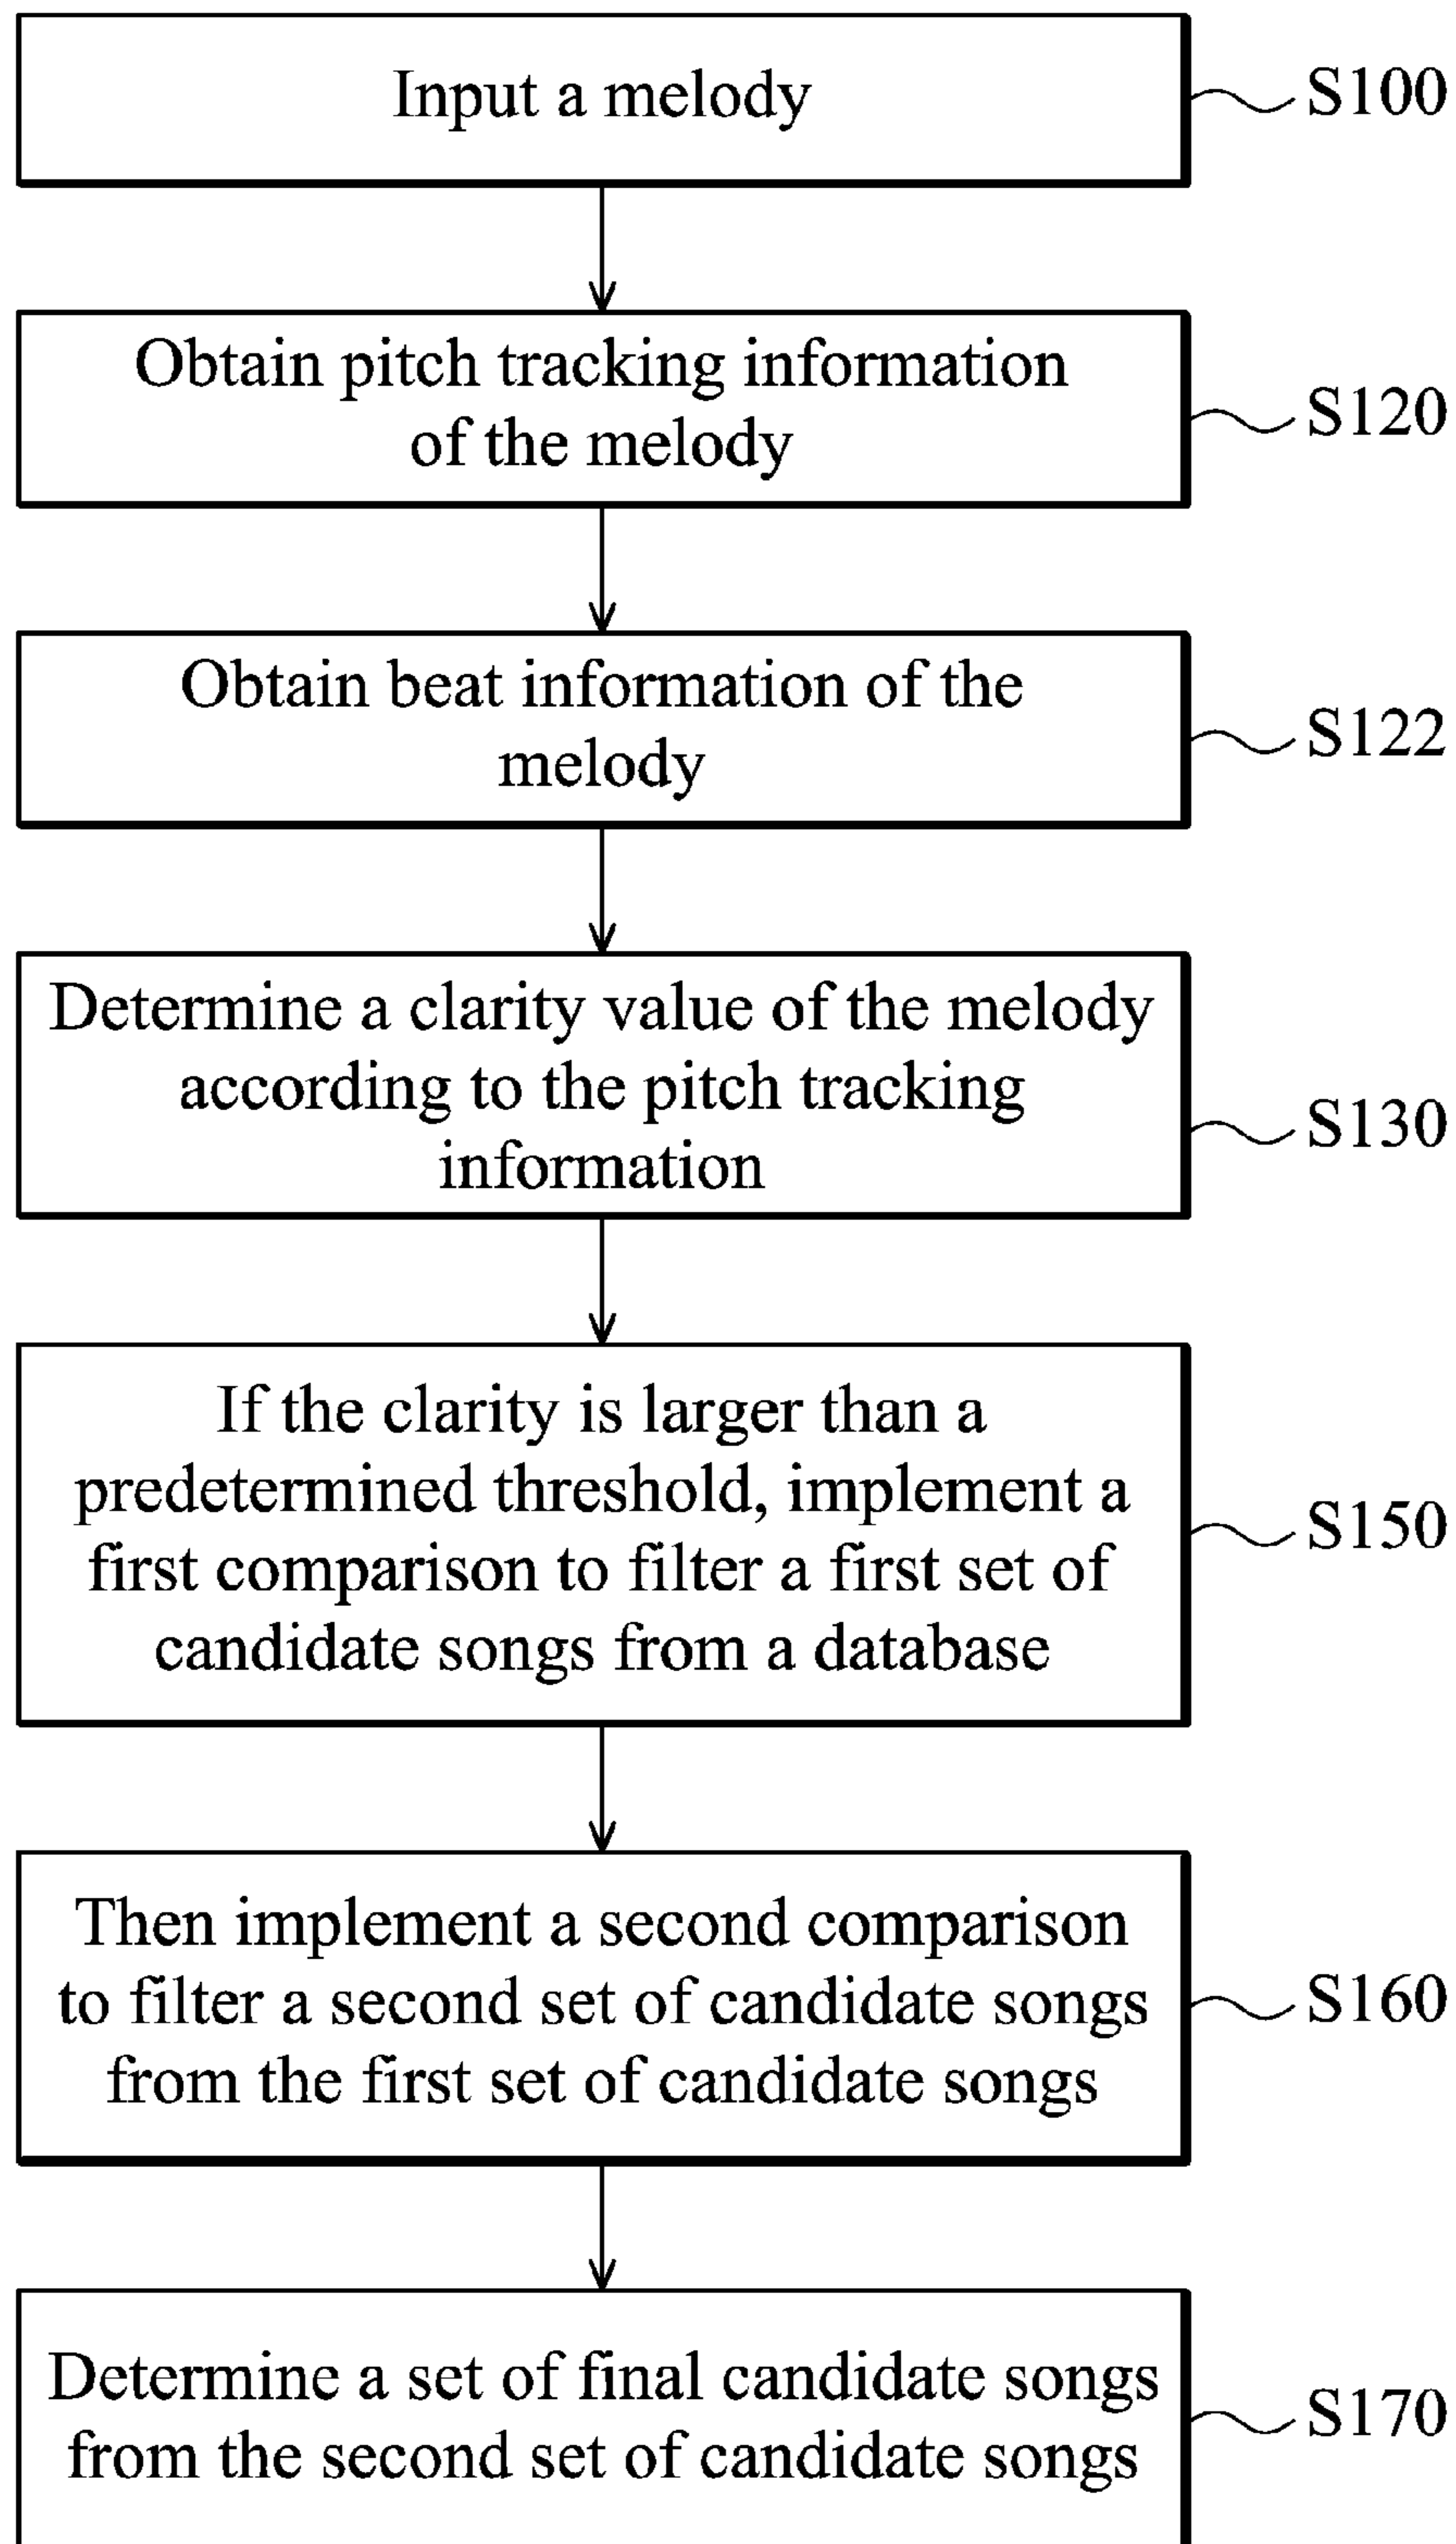 Input a melody
S100
Obtain pitch tracking information
of the melody
S120
Obtain beat information of the
melody
S122
Determine a clarity value of the melody
according to the pitch tracking
information
S130
If the clarity is larger than a
predetermined threshold, implement a
first comparison to filter a first set of
candidate songs from a database
S150
Then implement a second comparison
to filter a second set of candidate songs
from the first set of candidate songs
S160
Determine a set of final candidate songs
from the second set of candidate songs
S170